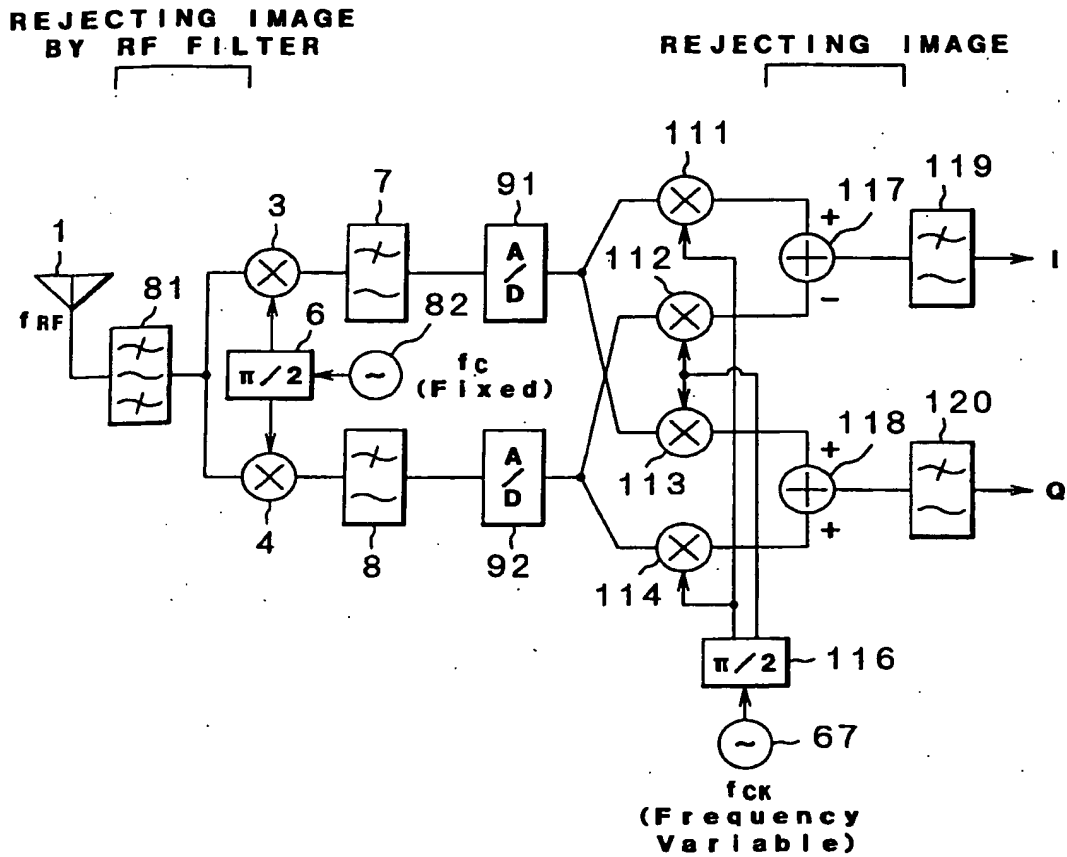 REJECTING IMAGE
BY RF FILTER
REJECTING IMAGE
111
119
7
91
117
3
1
112
81
A/D
+
I
fRF
6
82
−
π/2
~
fC
(Fixed)
120
A/D
+
118
113
Q
4
8
92
114
+
π/2
116
~
67
fCK
(Frequency
Variable)